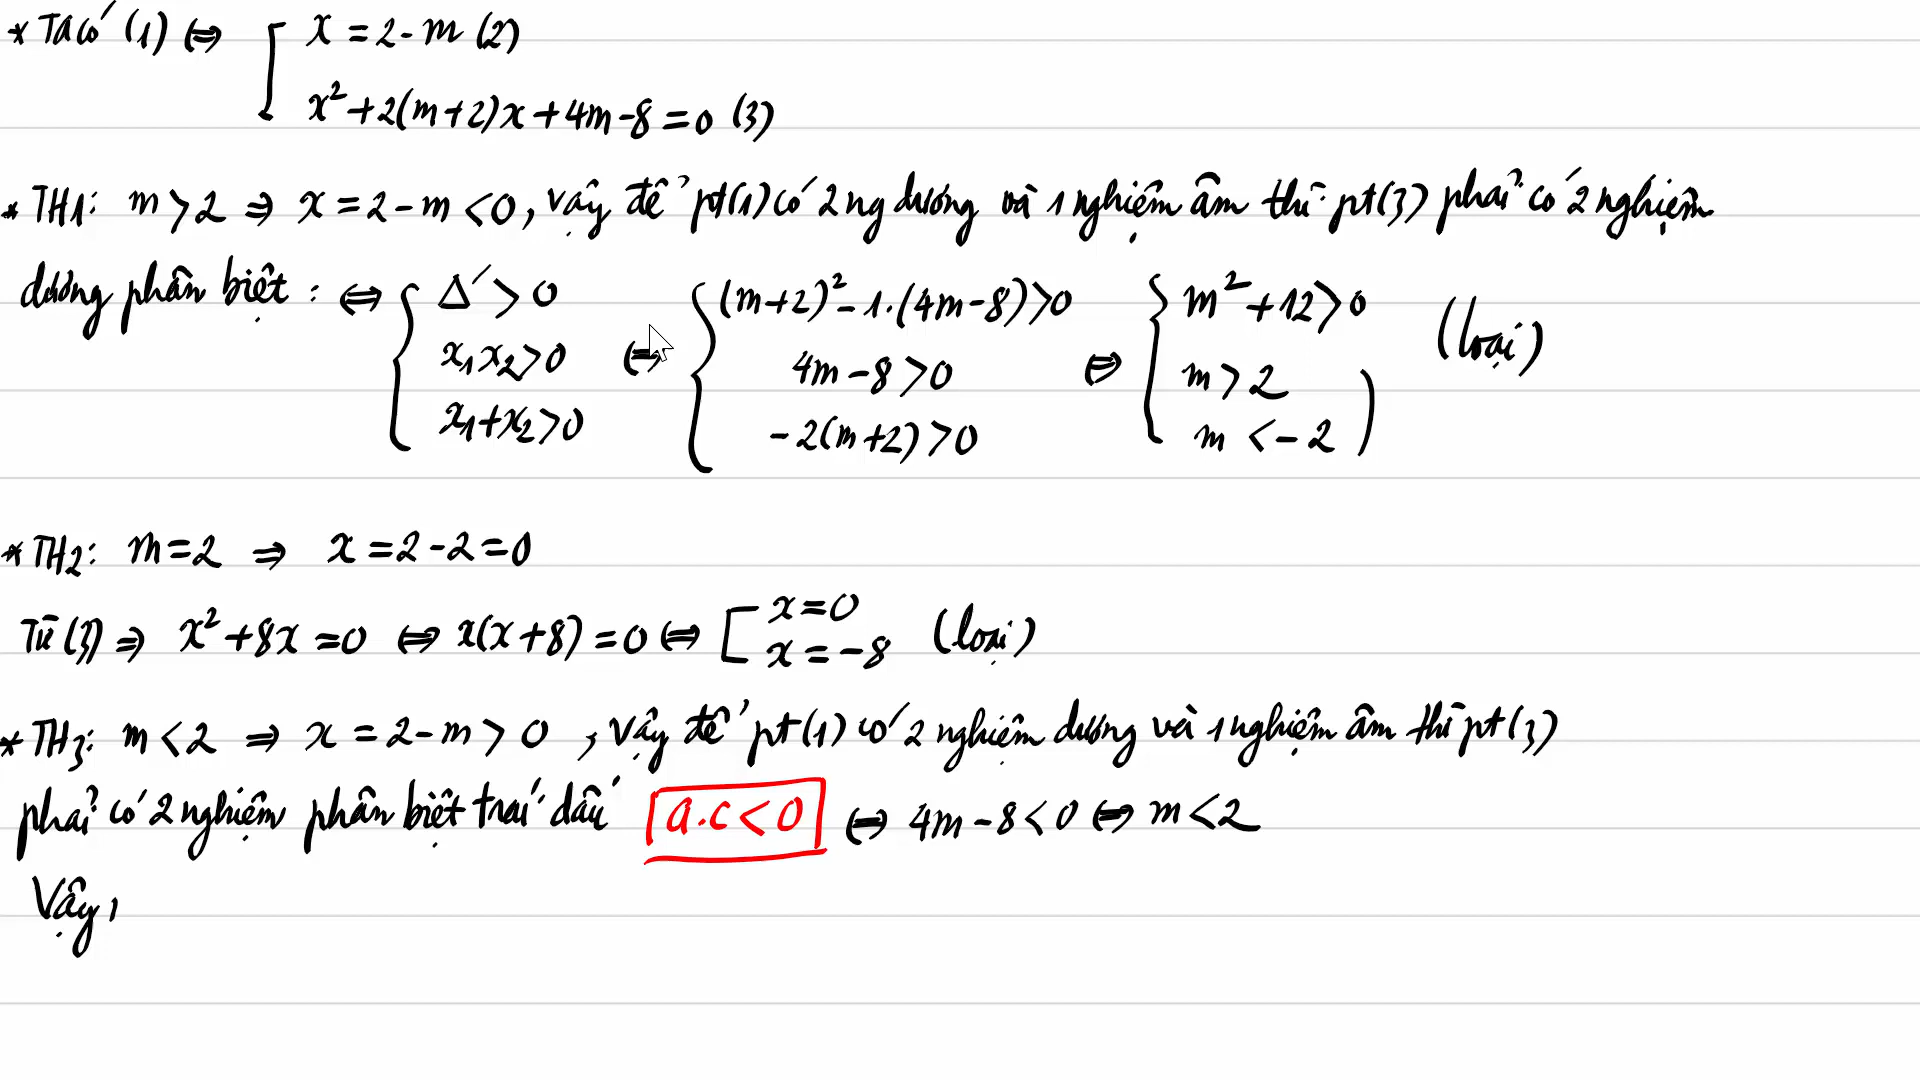 * Ta có (1) ⇔ [ x = 2 - m (2)
x² + 2(m+2)x + 4m - 8 = 0 (3)
* TH1: m > 2 ⇒ x = 2 - m < 0, vậy để pt(1) có 2 ng dương và 1 nghiệm âm thì pt(3) phải có 2 nghiệm
dương phân biệt : ⇔ { Δ' > 0 ⇔ { (m+2)² - 1.(4m-8) > 0 ⇔ { m² + 12 > 0 (loại)
x₁x₂ > 0 4m - 8 > 0 m > 2
x₁ + x₂ > 0 -2(m+2) > 0 m < -2 )
* TH2: m = 2 ⇒ x = 2 - 2 = 0
Từ (3) ⇒ x² + 8x = 0 ⇔ x(x+8) = 0 ⇔ [ x = 0
x = -8 (loại)
* TH3: m < 2 ⇒ x = 2 - m > 0 , vậy để pt(1) có 2 nghiệm dương và 1 nghiệm âm thì pt(3)
phải có 2 nghiệm phân biệt trái dấu a.c < 0 ⇔ 4m - 8 < 0 ⇔ m < 2
Vậy,